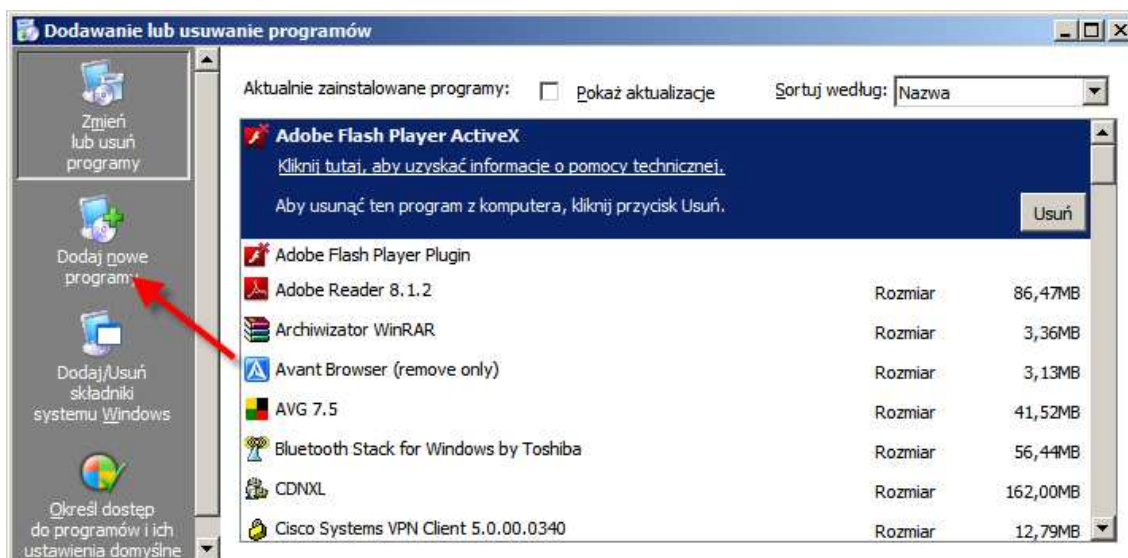 Dodawanie lub usuwanie programów
Zmień
lub usuń
programy
Dodaj nowe
programy
Dodaj/Usuń
składniki
systemu Windows
Określ dostęp
do programów i ich
ustawienia domyślne
Aktualnie zainstalowane programy: Pokaż aktualizacje Sortuj według: Nazwa
Adobe Flash Player ActiveX
Kliknij tutaj, aby uzyskać informacje o pomocy technicznej.
Aby usunąć ten program z komputera, kliknij przycisk Usuń. Usuń
Adobe Flash Player Plugin
Adobe Reader 8.1.2 Rozmiar 86,47MB
Archiwizator WinRAR Rozmiar 3,36MB
Avant Browser (remove only) Rozmiar 3,13MB
AVG 7.5 Rozmiar 41,52MB
Bluetooth Stack for Windows by Toshiba Rozmiar 56,44MB
CDNXL Rozmiar 162,00MB
Cisco Systems VPN Client 5.0.00.0340 Rozmiar 12,79MB